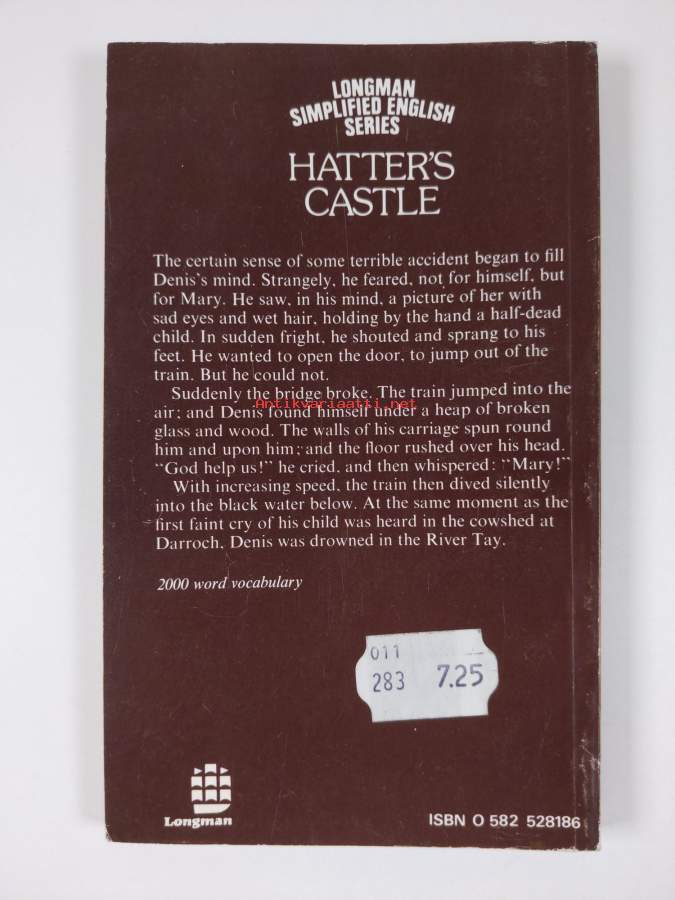 LONGMAN
SIMPLIFIED ENGLISH
SERIES
HATTER'S
CASTLE
The certain sense of some terrible accident began to fill
Denis's mind. Strangely, he feared, not for himself, but
for Mary. He saw, in his mind, a picture of her with
sad eyes and wet hair, holding by the hand a half-dead
child. In sudden fright, he shouted and sprang to his
feet. He wanted to open the door, to jump out of the
train. But he could not.
Suddenly the bridge broke. The train jumped into the
Antikvariaatti.net
air; and Denis found himself under a heap of broken
glass and wood. The walls of his carriage spun round
him and upon him; and the floor rushed over his head.
"God help us!" he cried, and then whispered: "Mary!"
With increasing speed, the train then dived silently
into the black water below. At the same moment as the
first faint cry of his child was heard in the cowshed at
Darroch, Denis was drowned in the River Tay.
2000 word vocabulary
011
283 7.25
Longman
ISBN 0 582 528186